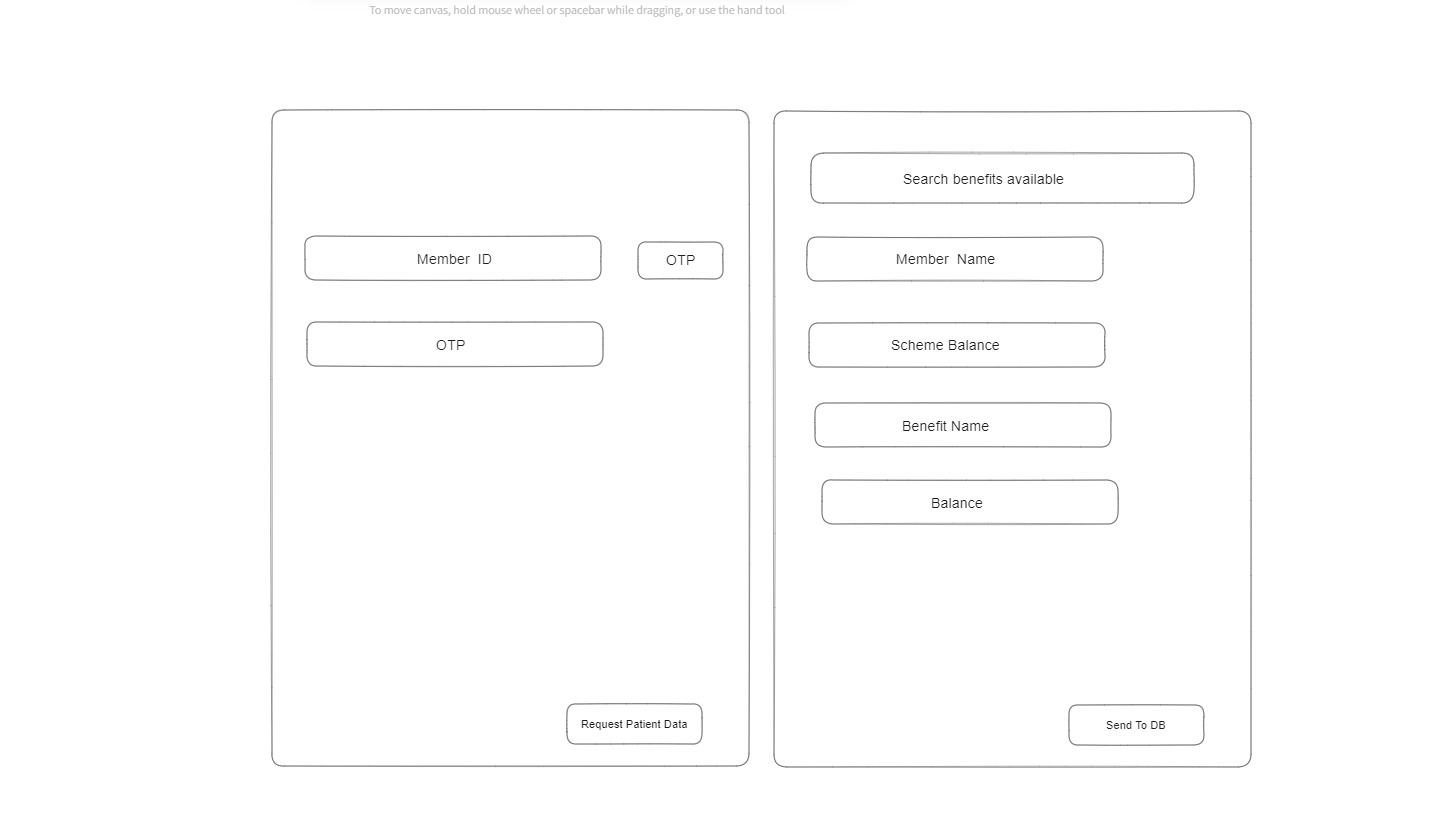 To move canvas, hold mouse wheel or spacebar while dragging, or use the hand tool
Member  ID
OTP
OTP
Request Patient Data
Search benefits available
Member  Name
Scheme Balance
Benefit Name
Balance
Send To DB